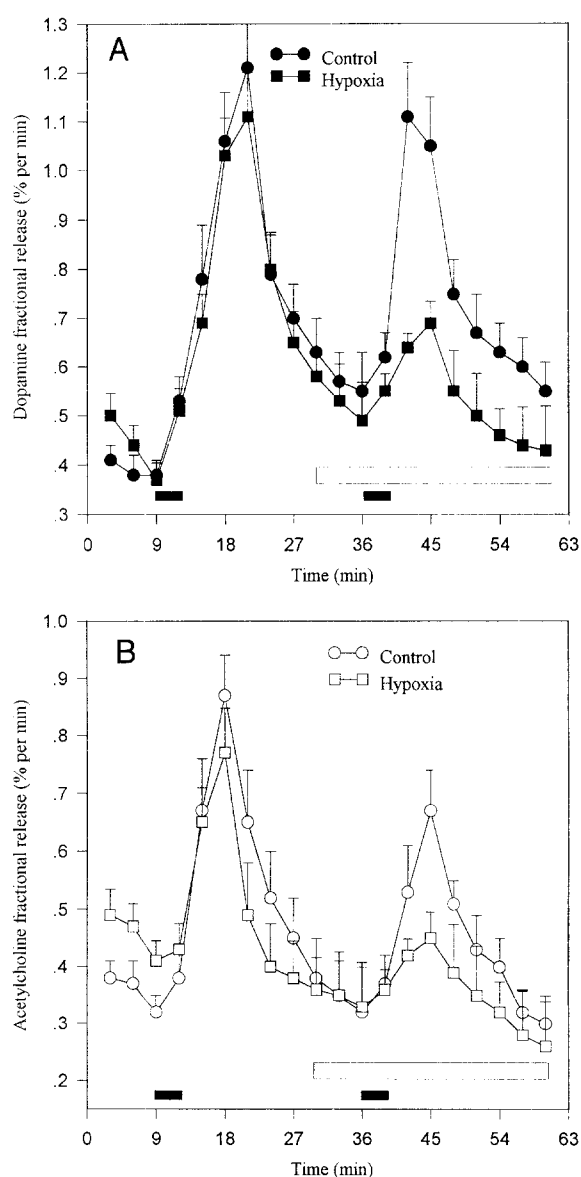 A
Control
Hypoxia
Dopamine fractional release (% per min)
1.3
1.2
1.1
1.0
.9
.8
.7
.6
.5
.4
.3
0 9 18 27 36 45 54 63
Time (min)
B
Control
Hypoxia
Acetylcholine fractional release (% per min)
1.0
.9
.8
.7
.6
.5
.4
.3
.2
0 9 18 27 36 45 54 63
Time (min)